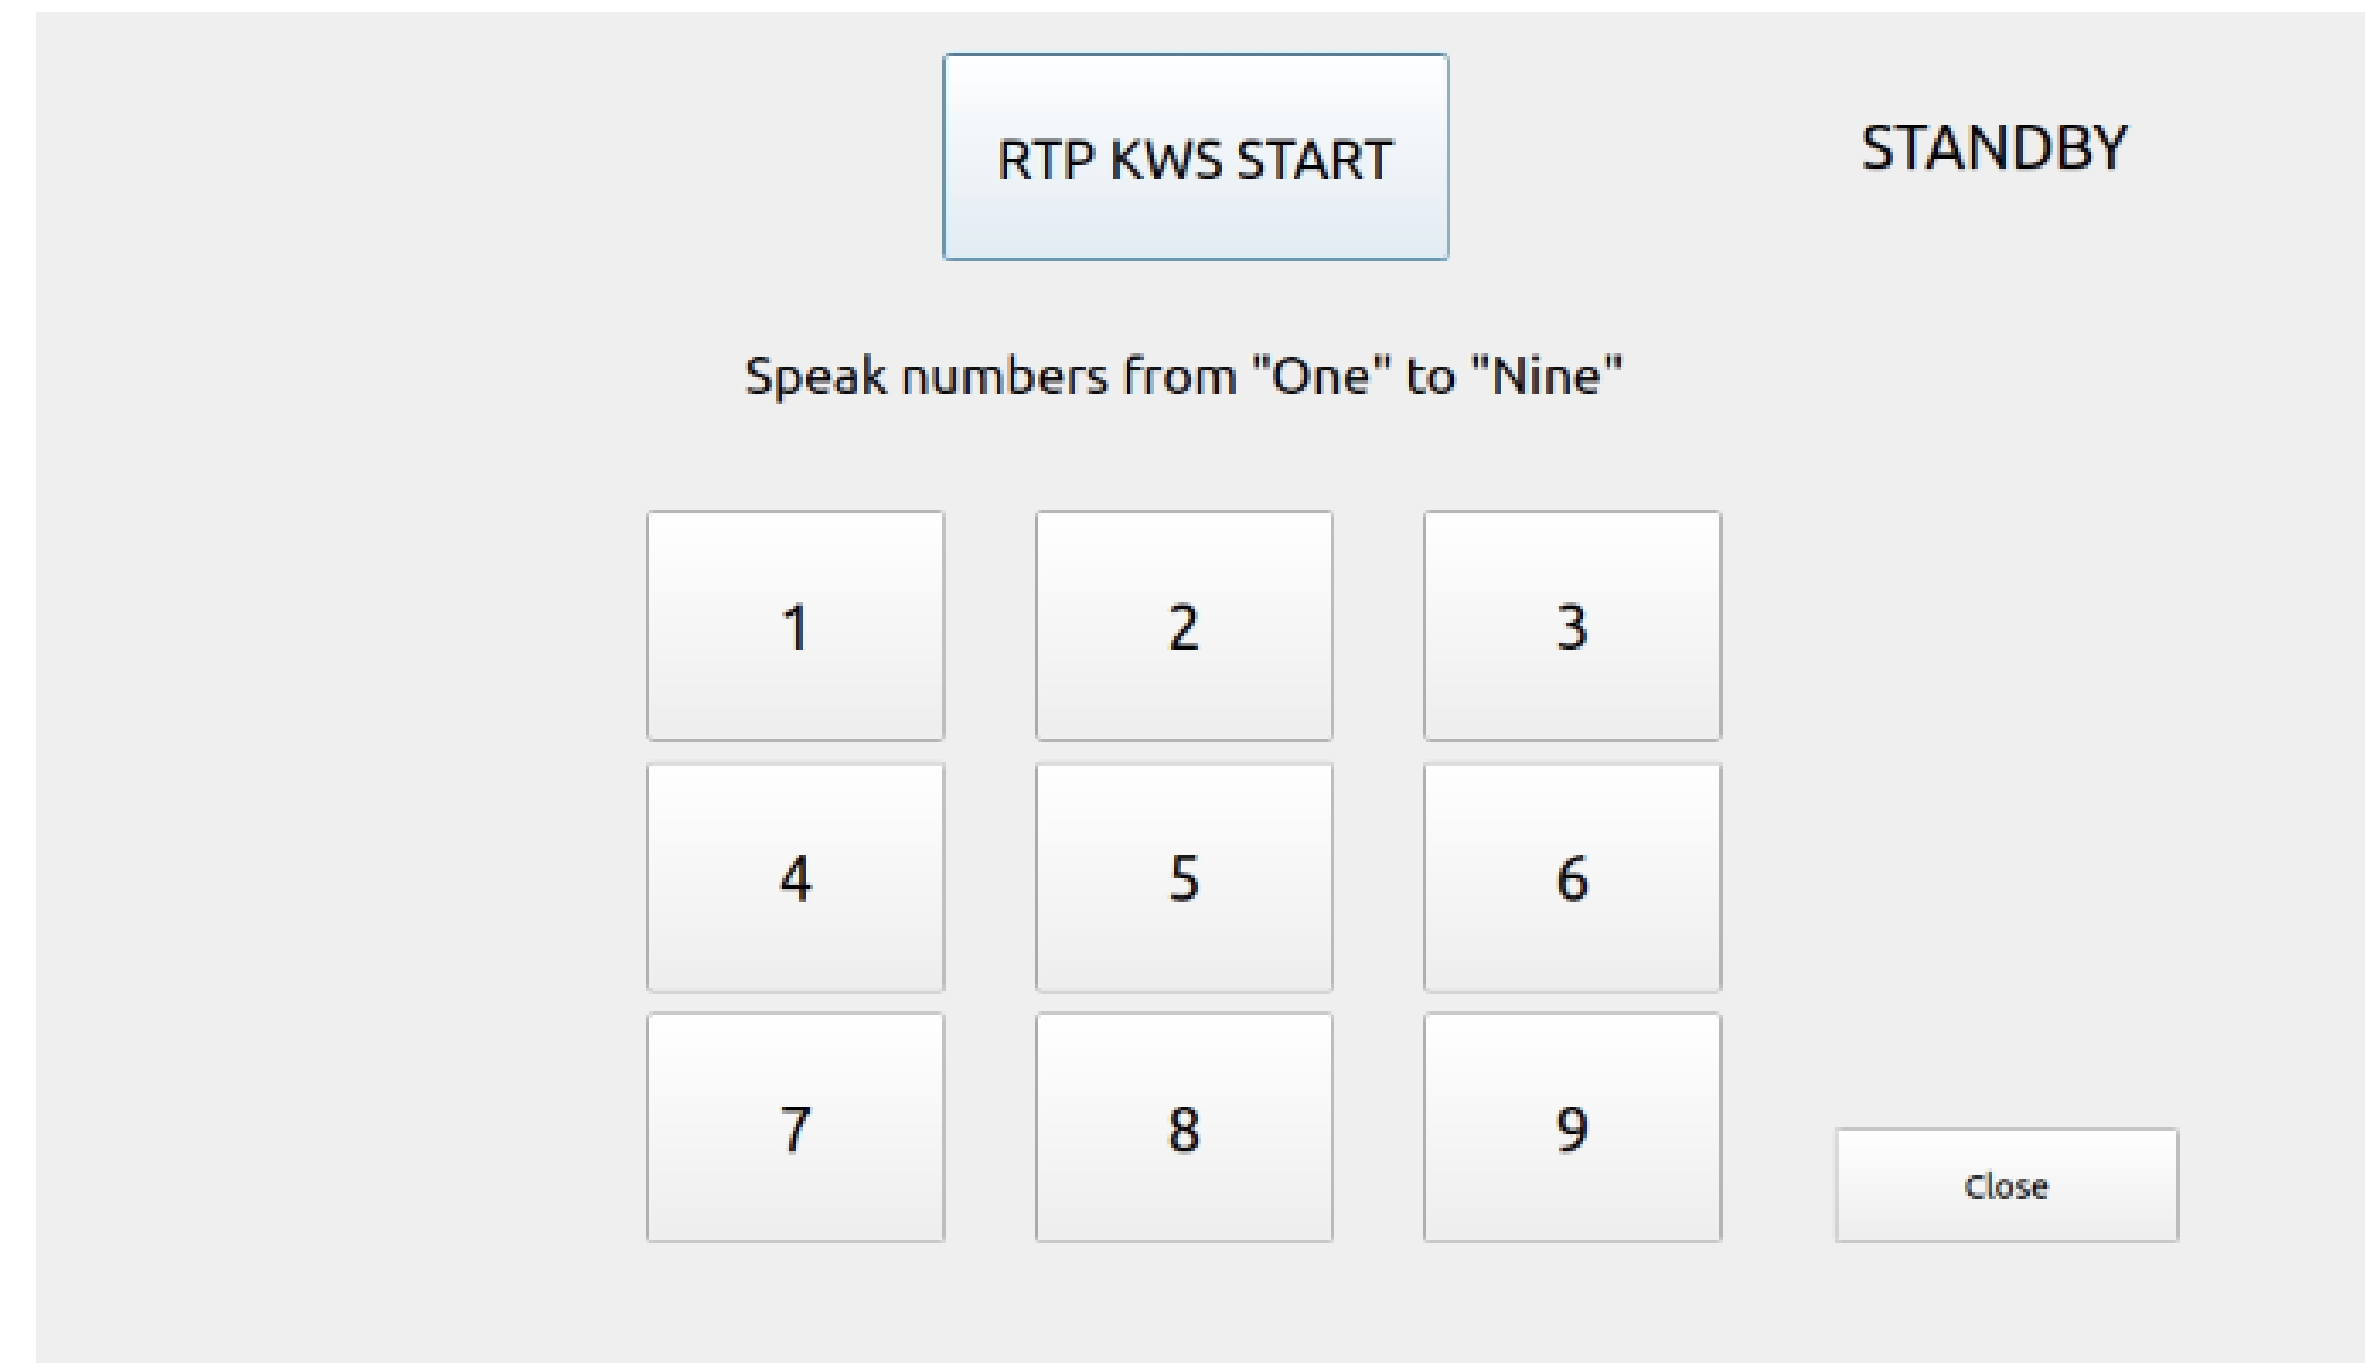 RTP KWS START
STANDBY
Speak numbers from "One" to "Nine"
1 2 3
4 5 6
7 8 9
Close